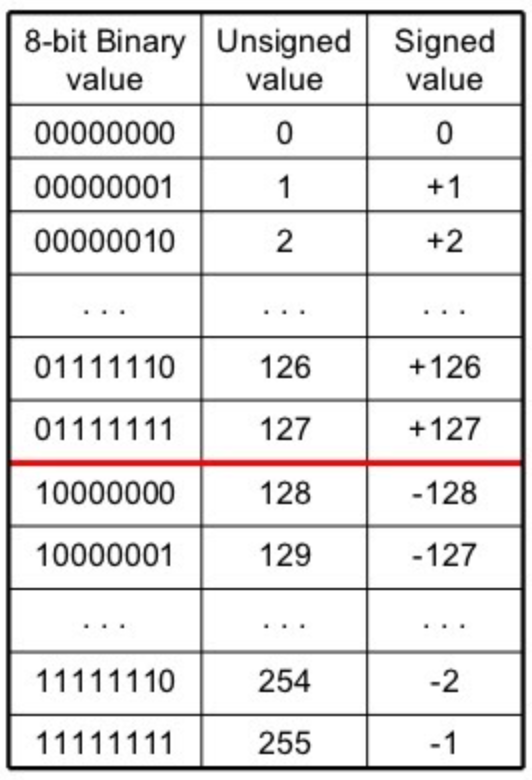 8-bit Binary value Unsigned value Signed value
00000000 0 0
00000001 1 +1
00000010 2 +2
. . . . . . . . .
01111110 126 +126
01111111 127 +127
10000000 128 -128
10000001 129 -127
. . . . . . . . .
11111110 254 -2
11111111 255 -1